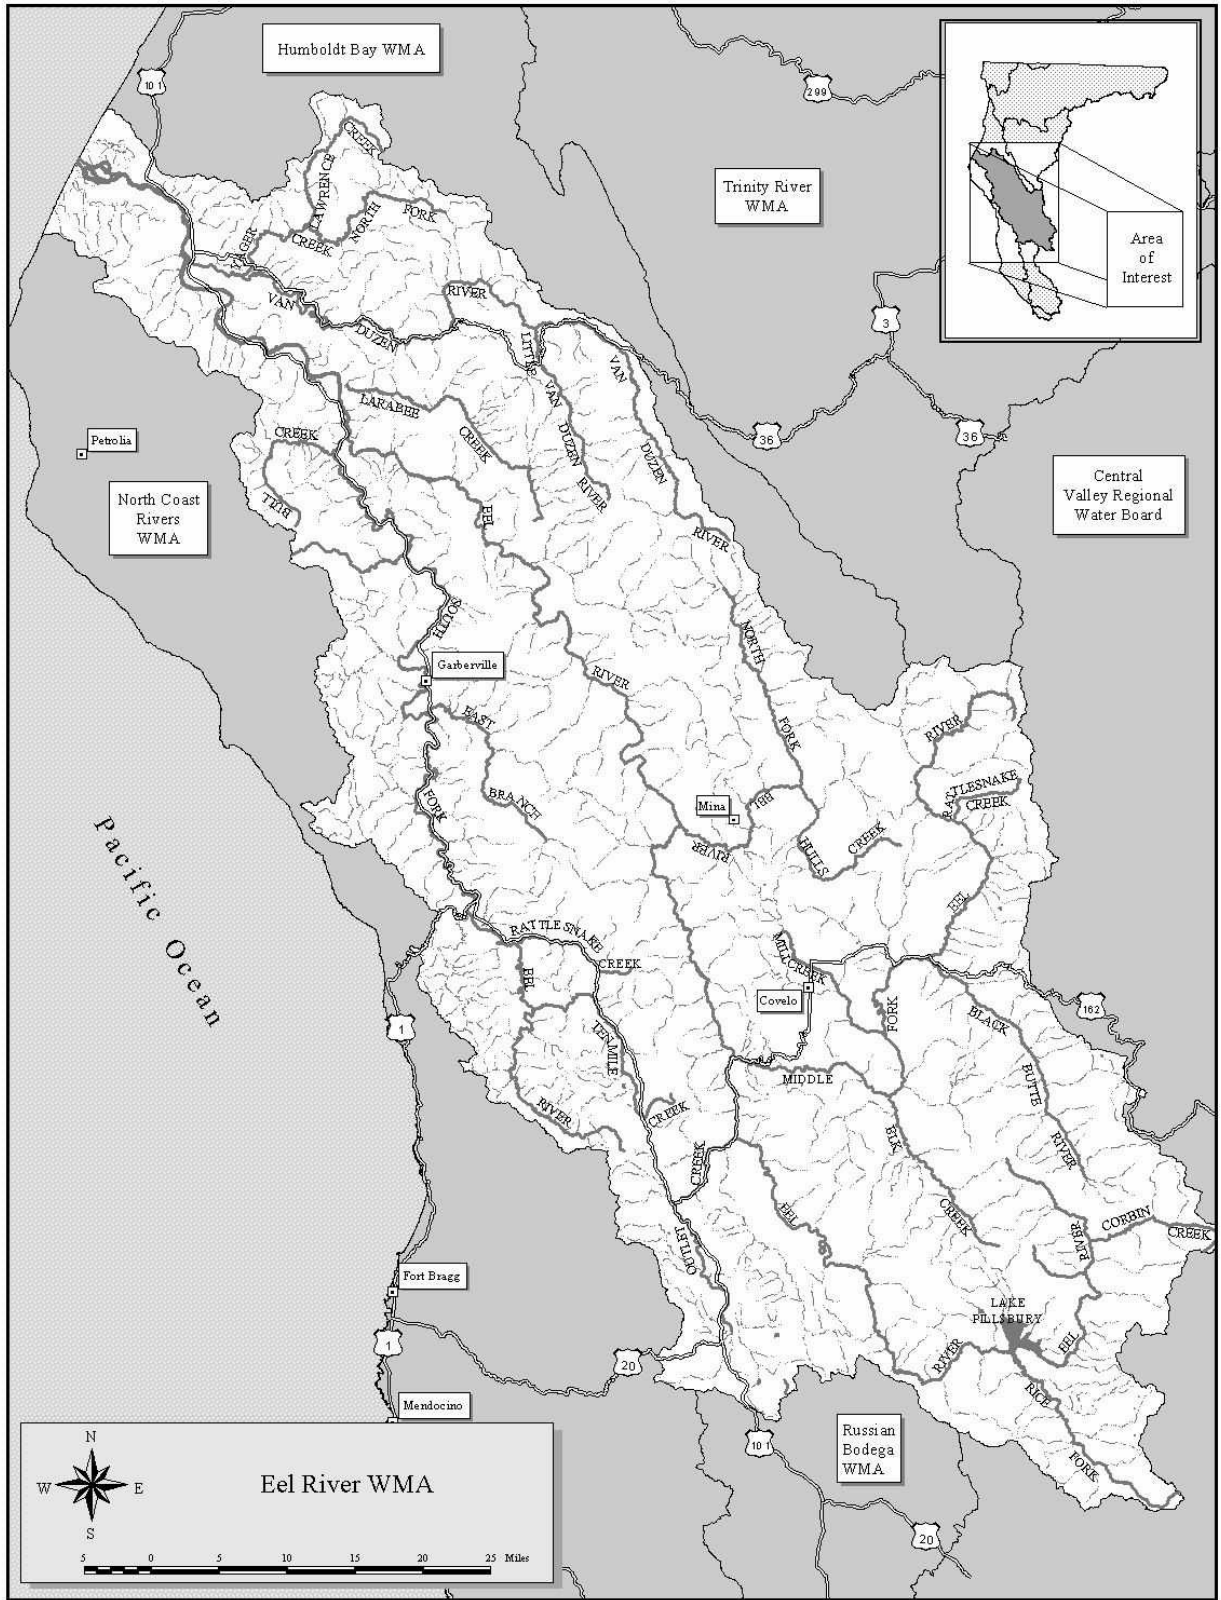 Humboldt Bay WMA
101
299
Trinity River
WMA
Area
of
Interest
3
36
36
Central
Valley Regional
Water Board
Petrolia
North Coast
Rivers
WMA
LAWRENCE
CREEK
YAGER
CREEK
NORTH
FORK
VAN
DUZEN
RIVER
LITTLE
VAN
DUZEN
RIVER
VAN
DUZEN
RIVER
LARABEE
CREEK
CREEK
BULL
EEL
RIVER
SOUTH
Garberville
FORK
EAST
BRANCH
NORTH
FORK
EEL
RIVER
Mina
HULLS
CREEK
RIVER
RATTLESNAKE
CREEK
EEL
RATTLESNAKE
CREEK
EEL
RIVER
TENMILE
CREEK
MILL CREEK
Covelo
FORK
MIDDLE
BLACK
BUTTE
RIVER
162
ELK
CREEK
CREEK
OUTLET
EEL
RIVER
RIVER
CORBIN
CREEK
LAKE
PILLSBURY
EEL
RICE
FORK
Pacific Ocean
1
Fort Bragg
1
20
Mendocino
101
Russian
Bodega
WMA
20
N
W
E
S
Eel River WMA
5 0 5 10 15 20 25 Miles